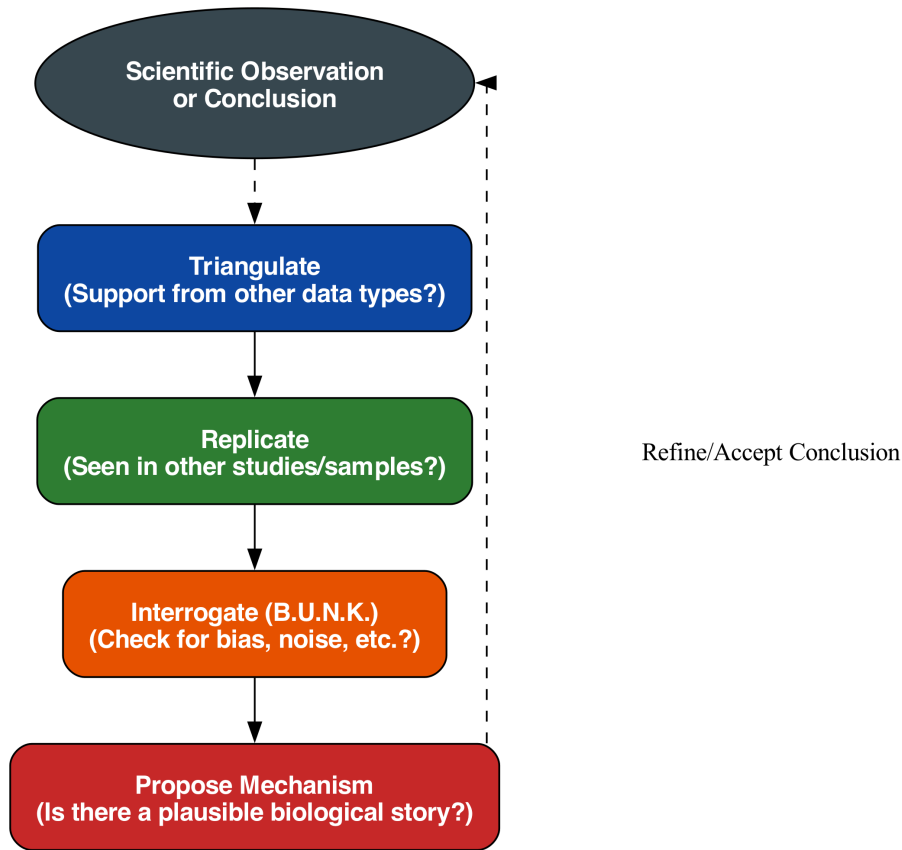 Scientific Observation
or Conclusion
Triangulate
(Support from other data types?)
Replicate
(Seen in other studies/samples?)
Refine/Accept Conclusion
Interrogate (B.U.N.K.)
(Check for bias, noise, etc.?)
Propose Mechanism
(Is there a plausible biological story?)